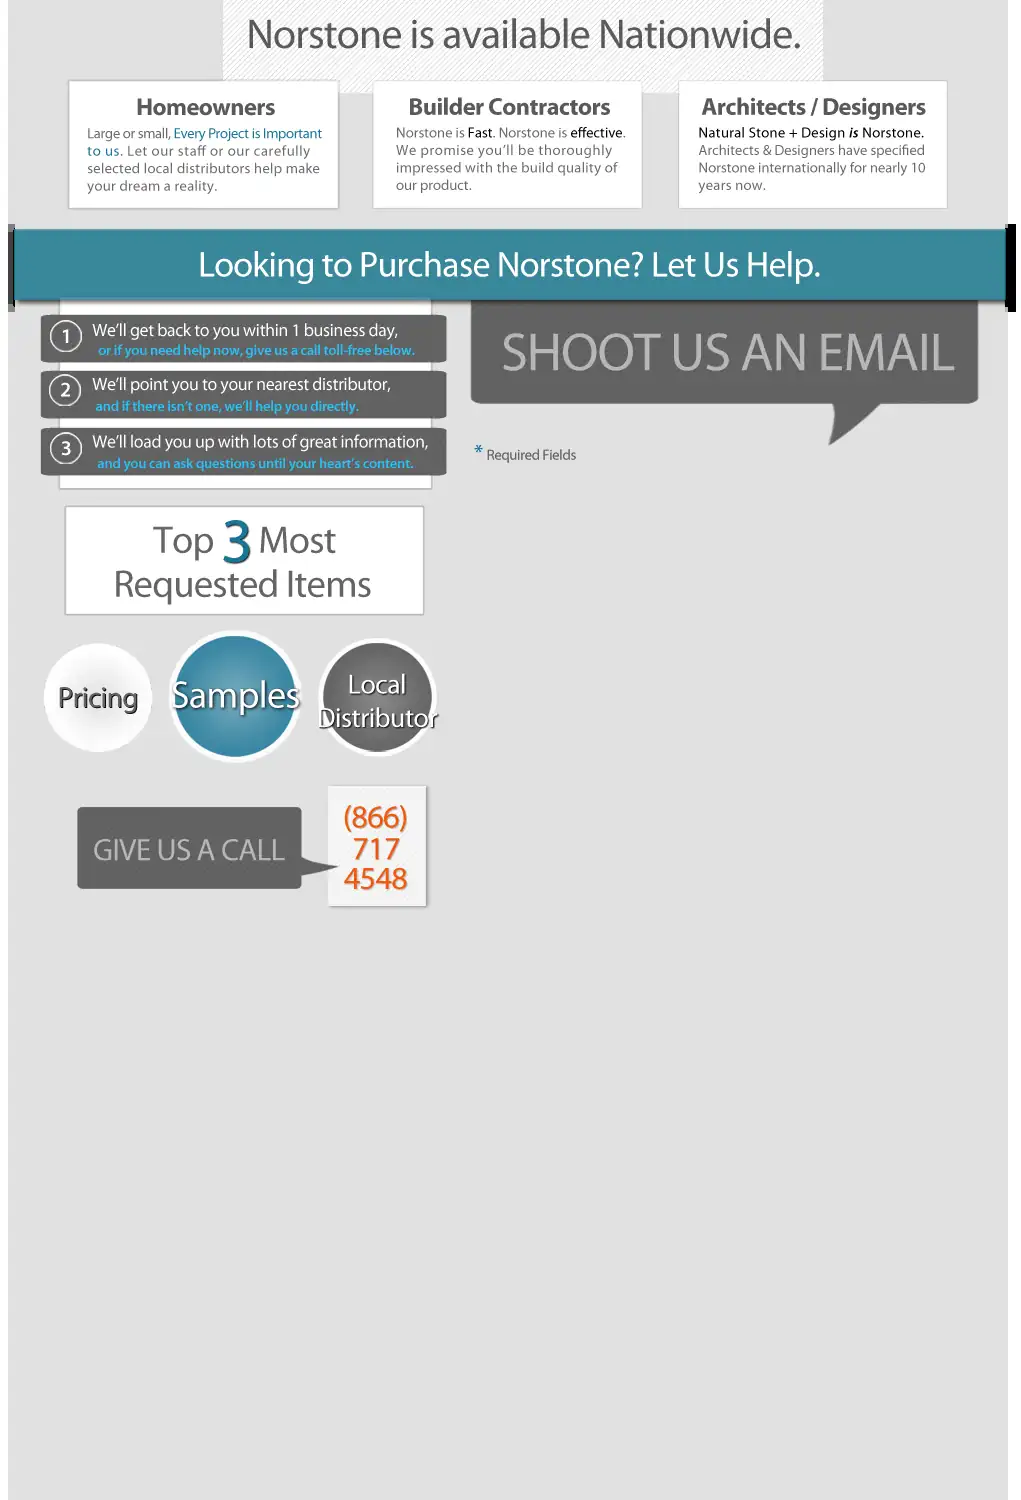 Norstone is available Nationwide.
Homeowners
Large or small, Every Project is Important
to us. Let our staff or our carefully
selected local distributors help make
your dream a reality.
Builder Contractors
Norstone is Fast. Norstone is effective.
We promise you'll be thoroughly
impressed with the build quality of
our product.
Architects / Designers
Natural Stone + Design is Norstone.
Architects & Designers have specified
Norstone internationally for nearly 10
years now.
Looking to Purchase Norstone? Let Us Help.
1 We'll get back to you within 1 business day,
or if you need help now, give us a call toll-free below.
2 We'll point you to your nearest distributor,
and if there isn't one, we'll help you directly.
3 We'll load you up with lots of great information,
and you can ask questions until your heart's content.
SHOOT US AN EMAIL
* Required Fields
Top 3 Most
Requested Items
Pricing
Samples
Local
Distributor
GIVE US A CALL
(866)
717
4548